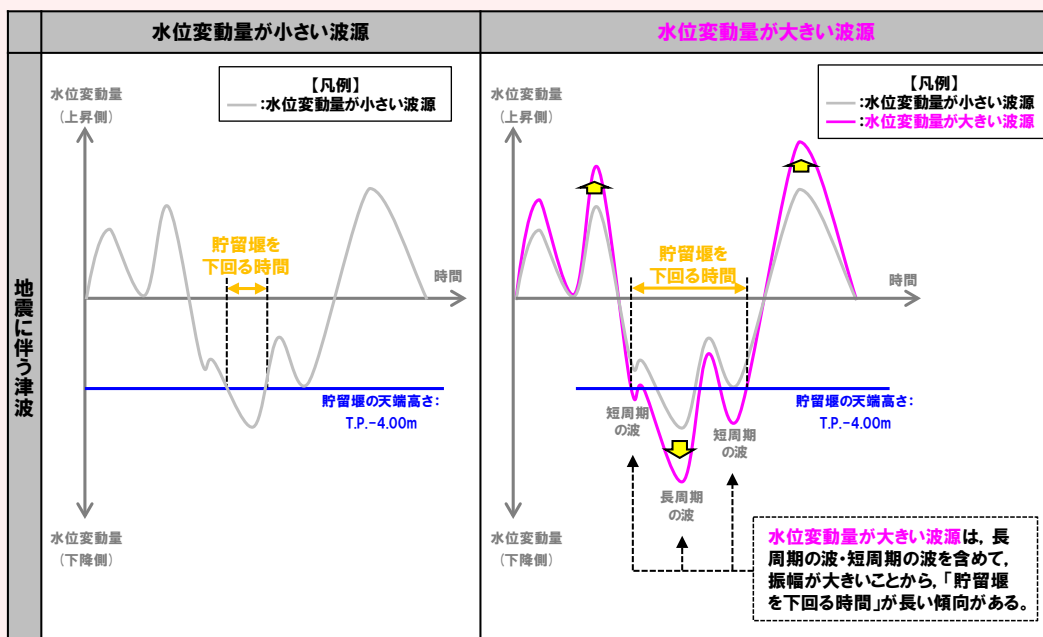 水位変動量が小さい波源
水位変動量が大きい波源
地震に伴う津波
水位変動量
(上昇側)
【凡例】
:水位変動量が小さい波源
貯留堰を
下回る時間
時間
貯留堰の天端高さ:
T.P.-4.00m
水位変動量
(下降側)
水位変動量
(上昇側)
【凡例】
:水位変動量が小さい波源
:水位変動量が大きい波源
貯留堰を
下回る時間
時間
貯留堰の天端高さ:
T.P.-4.00m
短周期
の波
短周期
の波
長周期
の波
水位変動量
(下降側)
水位変動量が大きい波源は，長
周期の波・短周期の波を含めて，
振幅が大きいことから，「貯留堰
を下回る時間」が長い傾向がある。